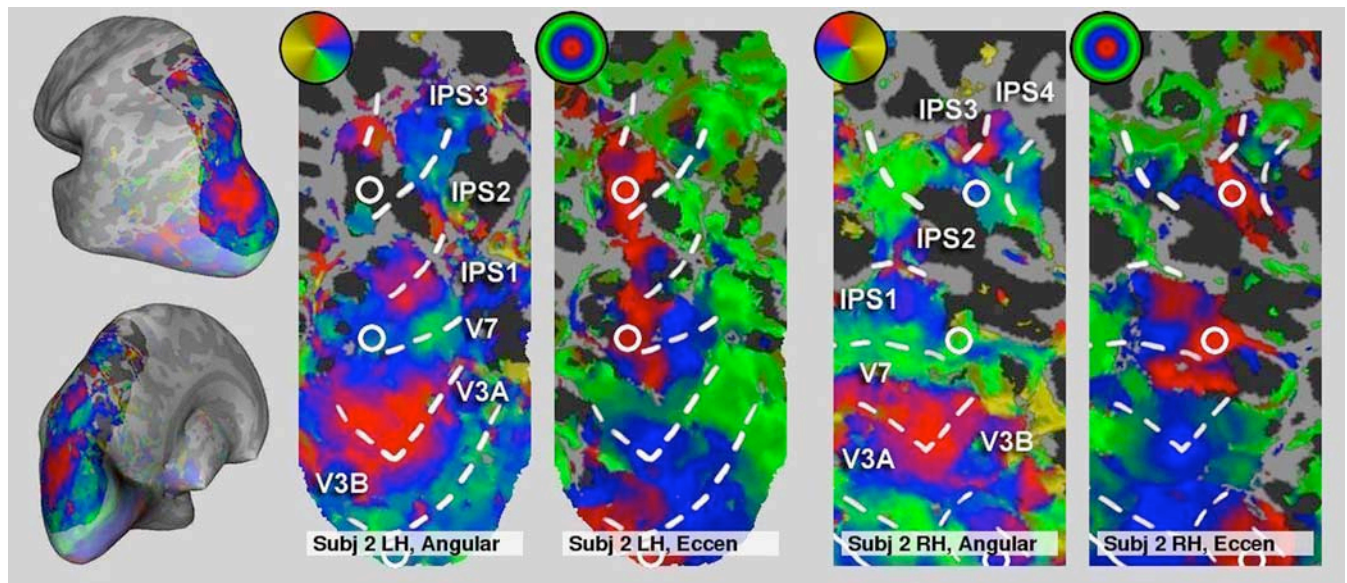 IPS3
IPS2
IPS1
V7
V3A
V3B
Subj 2 LH, Angular
Subj 2 LH, Eccen
IPS3
IPS4
IPS2
IPS1
V7
V3A
V3B
Subj 2 RH, Angular
Subj 2 RH, Eccen